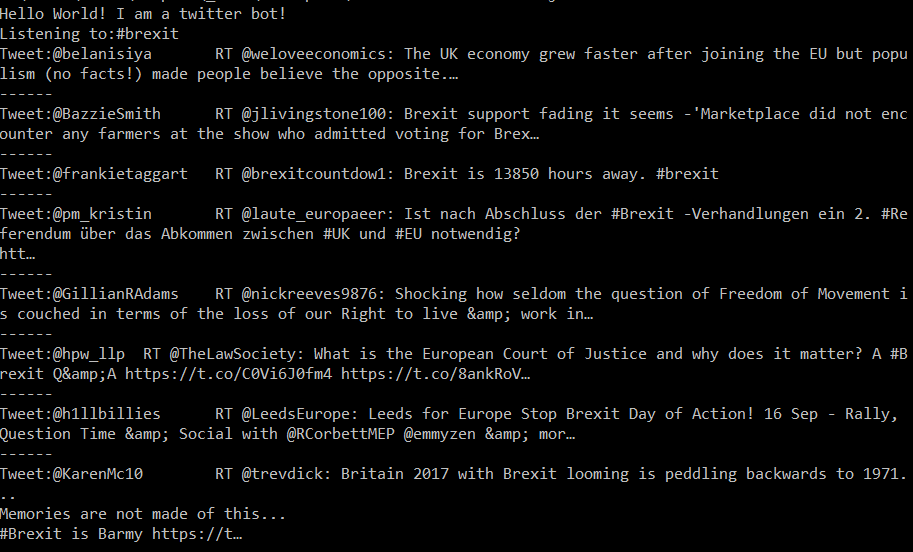 Hello World! I am a twitter bot!
Listening to:#brexit
Tweet:@belanisiya       RT @weloveeconomics: The UK economy grew faster after joining the EU but popu
lism (no facts!) made people believe the opposite.…
------
Tweet:@BazzieSmith      RT @jlivingstone100: Brexit support fading it seems -'Marketplace did not enc
ounter any farmers at the show who admitted voting for Brex…
------
Tweet:@frankietaggart   RT @brexitcountdow1: Brexit is 13850 hours away. #brexit
------
Tweet:@pm_kristin       RT @laute_europaeer: Ist nach Abschluss der #Brexit -Verhandlungen ein 2. #Re
ferendum über das Abkommen zwischen #UK und #EU notwendig?
htt…
------
Tweet:@GillianRAdams    RT @nickreeves9876: Shocking how seldom the question of Freedom of Movement i
s couched in terms of the loss of our Right to live &amp; work in…
------
Tweet:@hpw_llp  RT @TheLawSociety: What is the European Court of Justice and why does it matter? A #B
rexit Q&amp;A https://t.co/C0Vi6J0fm4 https://t.co/8ankRoV…
------
Tweet:@h1llbillies      RT @LeedsEurope: Leeds for Europe Stop Brexit Day of Action! 16 Sep - Rally,
Question Time &amp; Social with @RCorbettMEP @emmyzen &amp; mor…
------
Tweet:@KarenMc10        RT @trevdick: Britain 2017 with Brexit looming is peddling backwards to 1971.
..
Memories are not made of this...
#Brexit is Barmy https://t…